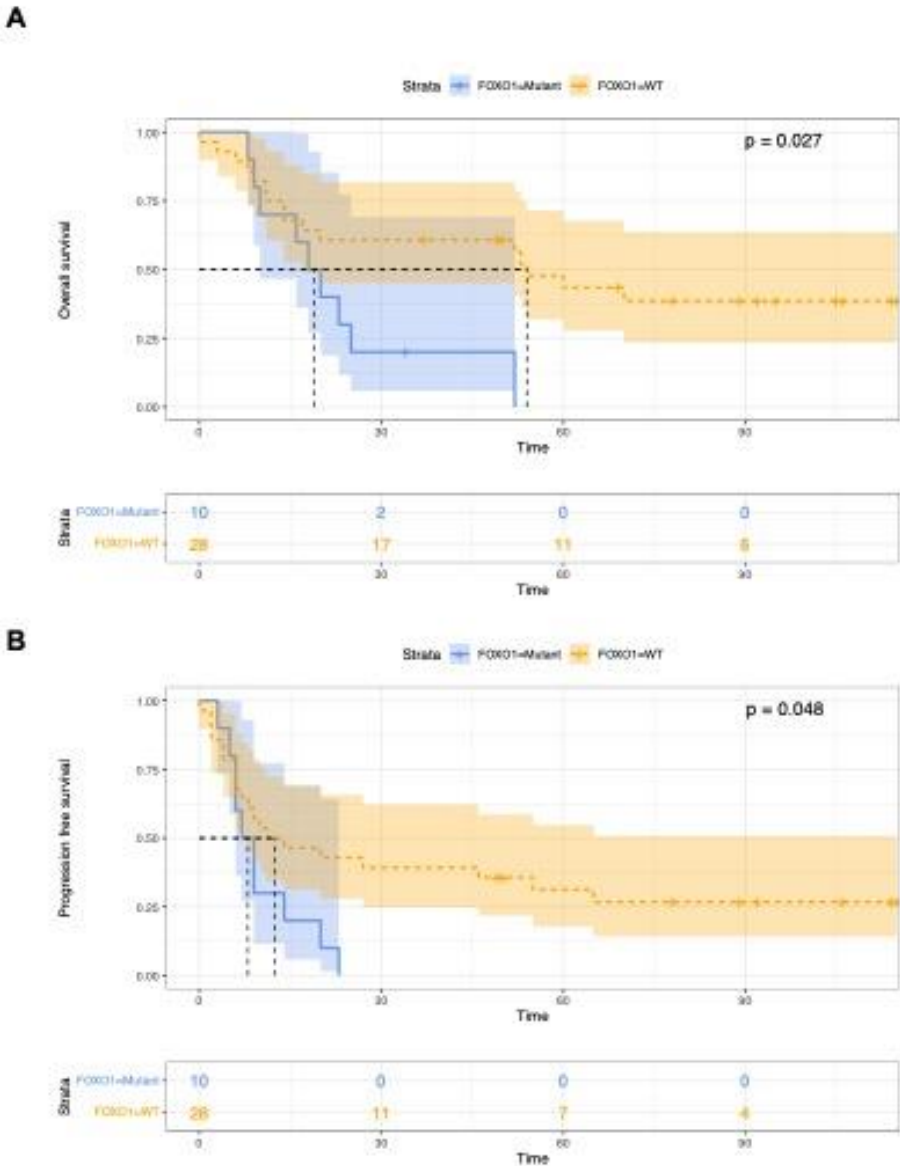 A
Strata FOXO1=Mutant FOXO1=WT
p = 0.027
Overall survival
1.00
0.75
0.50
0.25
0.00
0 30 60 90
Time
Strata
FOXO1=Mutant 10 2 0 0
FOXO1=WT 28 17 11 6
0 30 60 90
Time
B
Strata FOXO1=Mutant FOXO1=WT
p = 0.048
Progression free survival
1.00
0.75
0.50
0.25
0.00
0 30 60 90
Time
Strata
FOXO1=Mutant 10 0 0 0
FOXO1=WT 28 11 7 4
0 30 60 90
Time